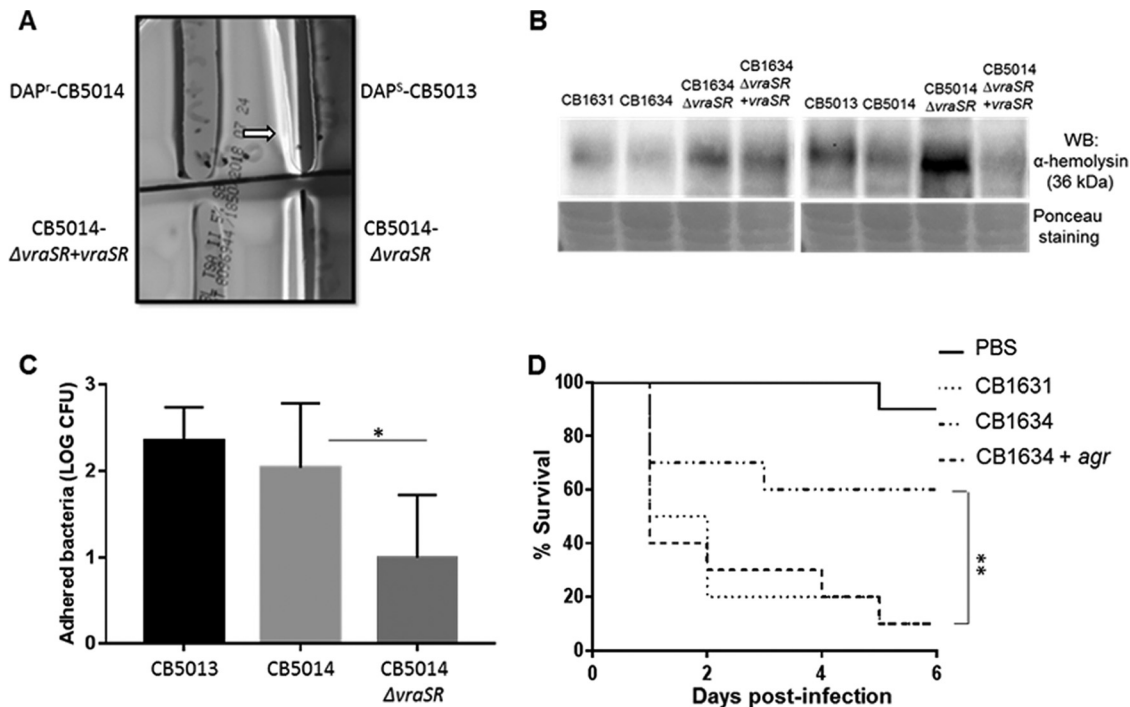 A
DAPʳ-CB5014
DAPˢ-CB5013
CB5014-
ΔvraSR+vraSR
CB5014-
ΔvraSR
B
CB1631
CB1634
CB1634
ΔvraSR
CB1634
ΔvraSR
+vraSR
CB5013
CB5014
CB5014
ΔvraSR
CB5014
ΔvraSR
+vraSR
WB:
α-hemolysin
(36 kDa)
Ponceau
staining
C
Adhered bacteria (LOG CFU)
3
2
1
0
*
CB5013
CB5014
CB5014
ΔvraSR
D
PBS
CB1631
CB1634
CB1634 + agr
% Survival
100
80
60
40
20
0
**
0
2
4
6
Days post-infection